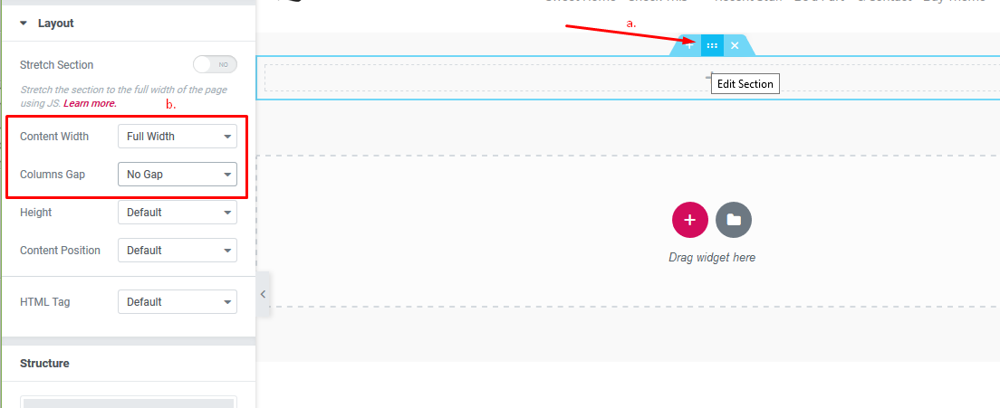 Layout
Stretch Section
NO
Stretch the section to the full width of the page
using JS. Learn more.
b.
Content Width
Full Width
Columns Gap
No Gap
Height
Default
Content Position
Default
HTML Tag
Default
Structure
a.
Edit Section
Drag widget here